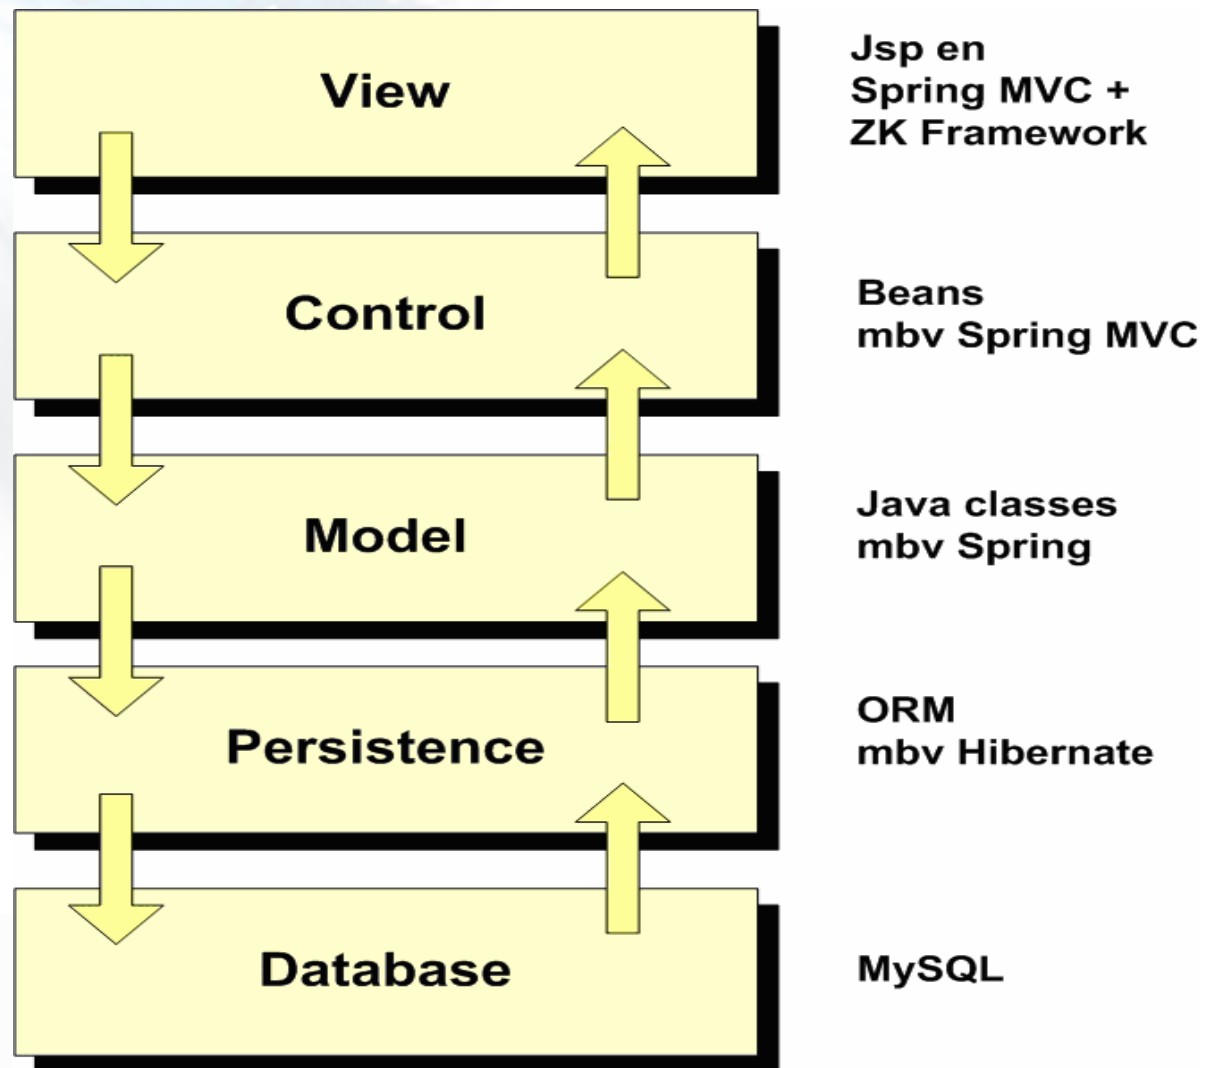 View
Jsp en
Spring MVC +
ZK Framework
Control
Beans
mbv Spring MVC
Model
Java classes
mbv Spring
Persistence
ORM
mbv Hibernate
Database
MySQL